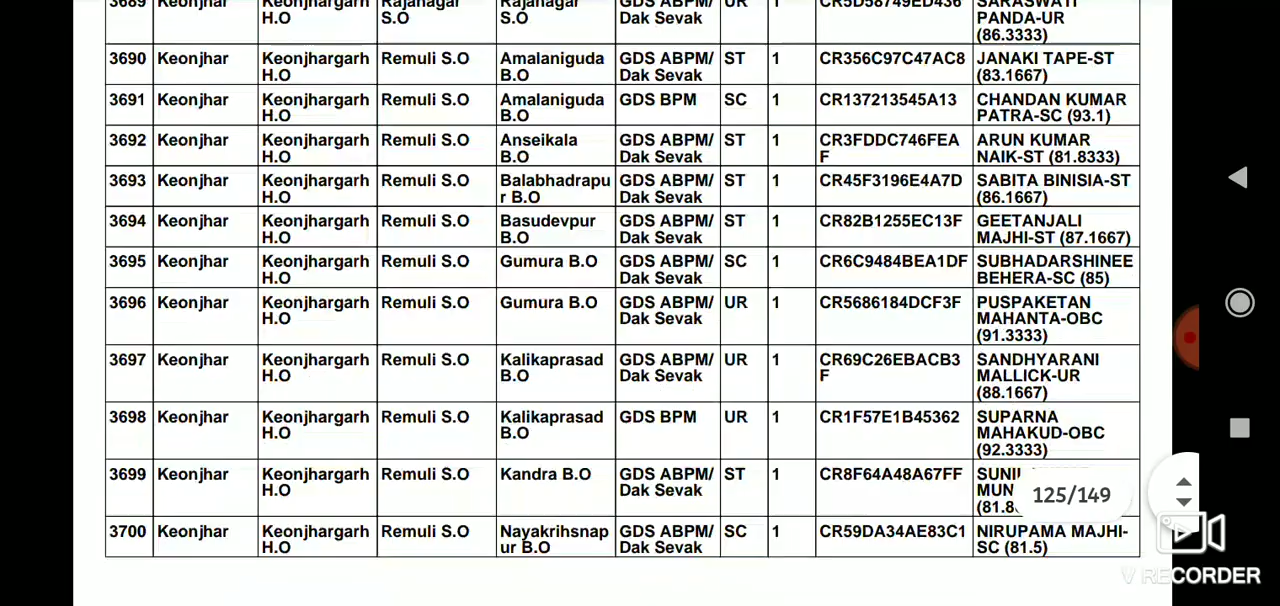 3689 Keonjhar Keonjhargarh Rajanagar Rajanagar GDS ABPM/ UR 1 CR5D58749ED436 SARASWATI
H.O S.O S.O Dak Sevak PANDA-UR
(86.3333)
3690 Keonjhar Keonjhargarh Remuli S.O Amalaniguda GDS ABPM/ ST 1 CR356C97C47AC8 JANAKI TAPE-ST
H.O B.O Dak Sevak (83.1667)
3691 Keonjhar Keonjhargarh Remuli S.O Amalaniguda GDS BPM SC 1 CR137213545A13 CHANDAN KUMAR
H.O B.O PATRA-SC (93.1)
3692 Keonjhar Keonjhargarh Remuli S.O Anseikala GDS ABPM/ ST 1 CR3FDDC746FEA ARUN KUMAR
H.O B.O Dak Sevak F NAIK-ST (81.8333)
3693 Keonjhar Keonjhargarh Remuli S.O Balabhadrapu GDS ABPM/ ST 1 CR45F3196E4A7D SABITA BINISIA-ST
H.O r B.O Dak Sevak (86.1667)
3694 Keonjhar Keonjhargarh Remuli S.O Basudevpur GDS ABPM/ ST 1 CR82B1255EC13F GEETANJALI
H.O B.O Dak Sevak MAJHI-ST (87.1667)
3695 Keonjhar Keonjhargarh Remuli S.O Gumura B.O GDS ABPM/ SC 1 CR6C9484BEA1DF SUBHADARSHINEE
H.O Dak Sevak BEHERA-SC (85)
3696 Keonjhar Keonjhargarh Remuli S.O Gumura B.O GDS ABPM/ UR 1 CR5686184DCF3F PUSPAKETAN
H.O Dak Sevak MAHANTA-OBC
(91.3333)
3697 Keonjhar Keonjhargarh Remuli S.O Kalikaprasad GDS ABPM/ UR 1 CR69C26EBACB3 SANDHYARANI
H.O B.O Dak Sevak F MALLICK-UR
(88.1667)
3698 Keonjhar Keonjhargarh Remuli S.O Kalikaprasad GDS BPM UR 1 CR1F57E1B45362 SUPARNA
H.O B.O MAHAKUD-OBC
(92.3333)
3699 Keonjhar Keonjhargarh Remuli S.O Kandra B.O GDS ABPM/ ST 1 CR8F64A48A67FF
H.O Dak Sevak
125/149
3700 Keonjhar Keonjhargarh Remuli S.O Nayakrihsnap GDS ABPM/ SC 1 CR59DA34AE83C1 NIRUPAMA MAJHI-
H.O ur B.O Dak Sevak SC (81.5)
V RECORDER